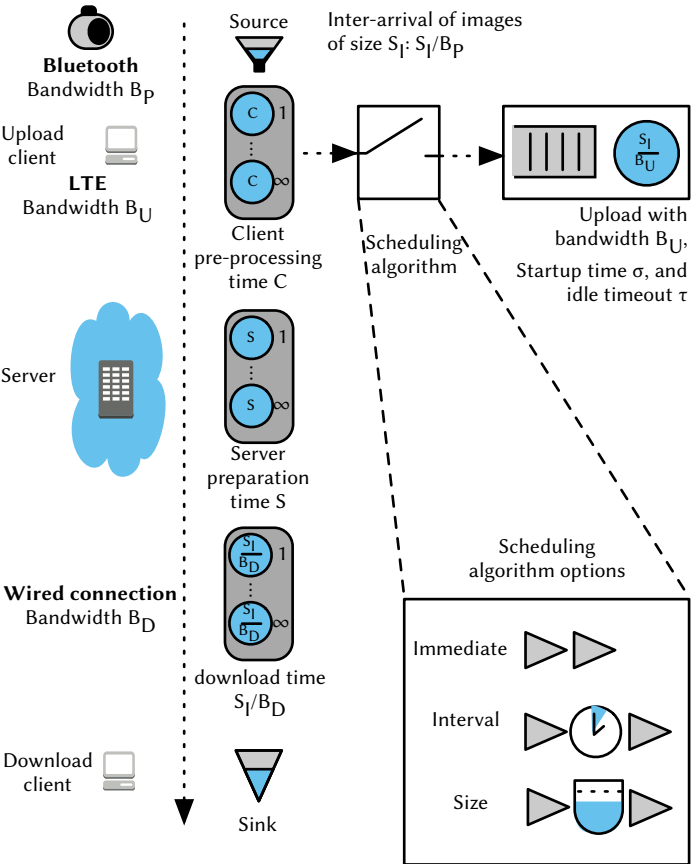 Source
Inter-arrival of images
of size S_I: S_I/B_P
Bluetooth
Bandwidth B_P
Upload
client
LTE
Bandwidth B_U
C 1
C ∞
Client
pre-processing
time C
Scheduling
algorithm
S_I
B_U
Upload with
bandwidth B_U,
Startup time σ, and
idle timeout τ
Server
S 1
S ∞
Server
preparation
time S
Wired connection
Bandwidth B_D
S_I
B_D
1
S_I
B_D
∞
download time
S_I/B_D
Download
client
Sink
Scheduling
algorithm options
Immediate
Interval
Size